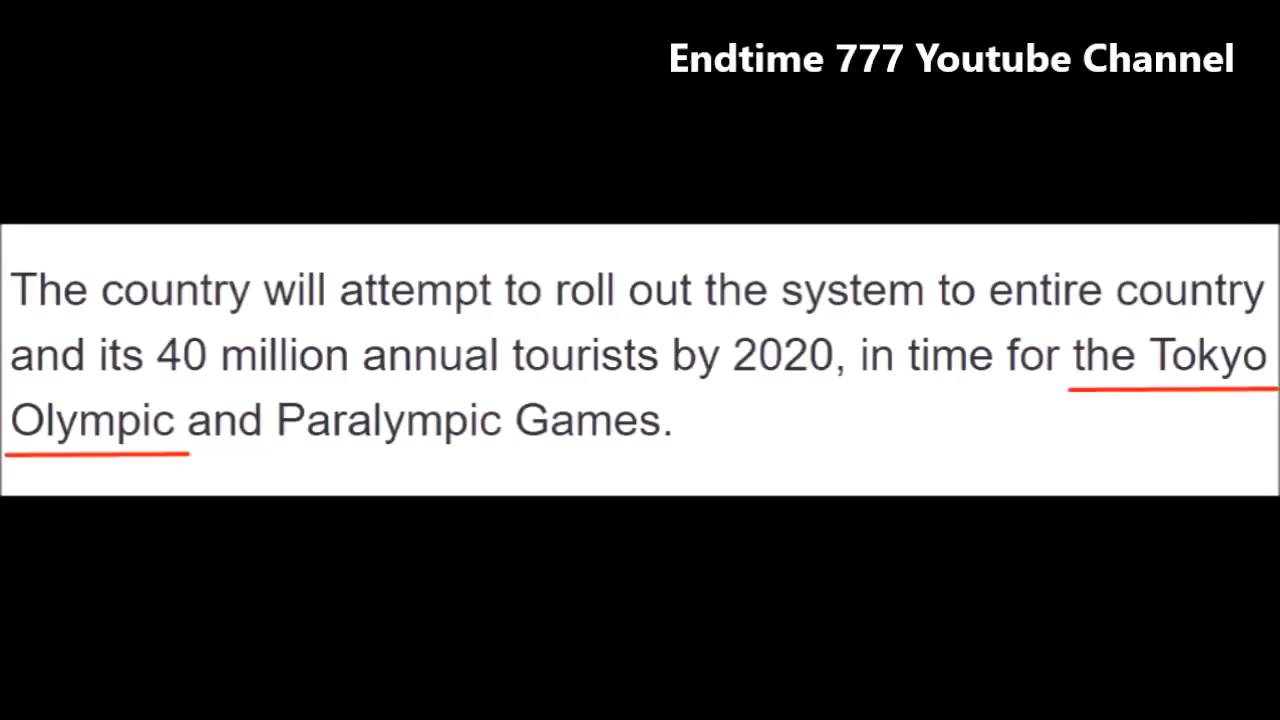 Endtime 777 Youtube Channel
The country will attempt to roll out the system to entire country
and its 40 million annual tourists by 2020, in time for the Tokyo
Olympic and Paralympic Games.